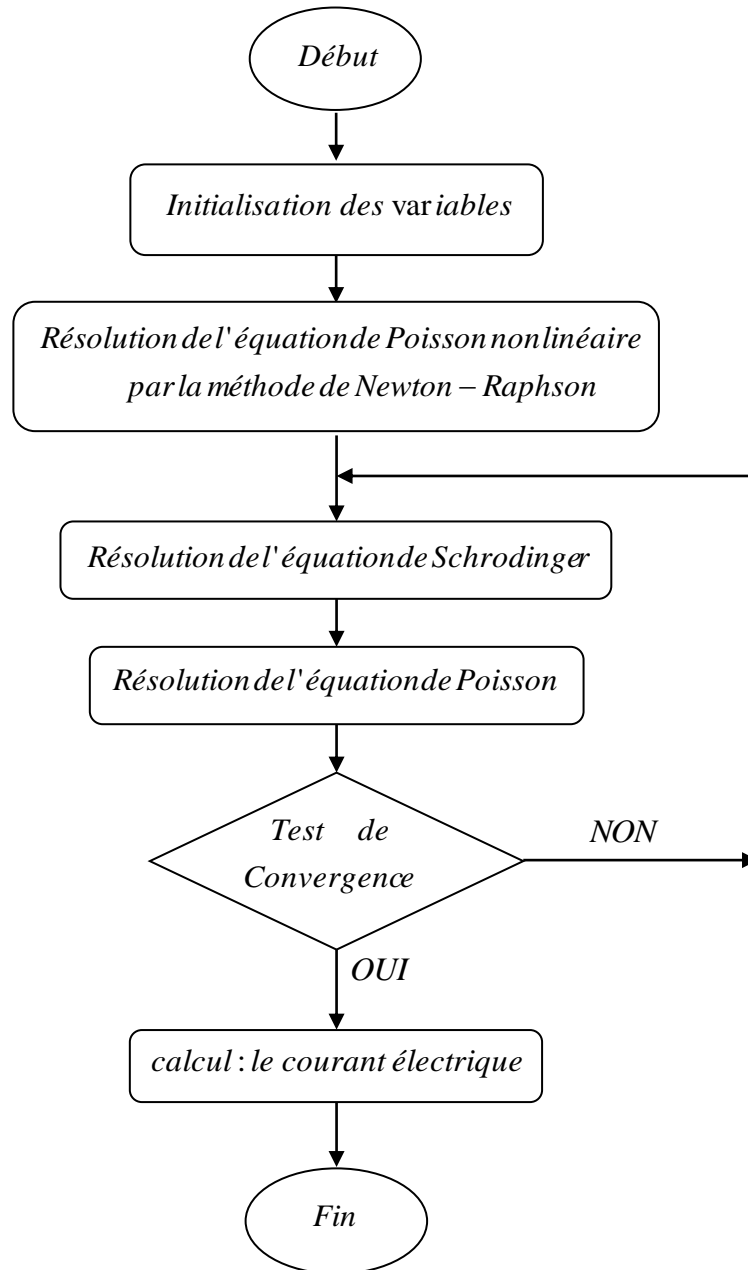 Début
Initialisation des variables
Résolution de l'équation de Poisson non linéaire
par la méthode de Newton – Raphson
Résolution de l'équation de Schrodinger
Résolution de l'équation de Poisson
Test de
Convergence
NON
OUI
calcul : le courant électrique
Fin